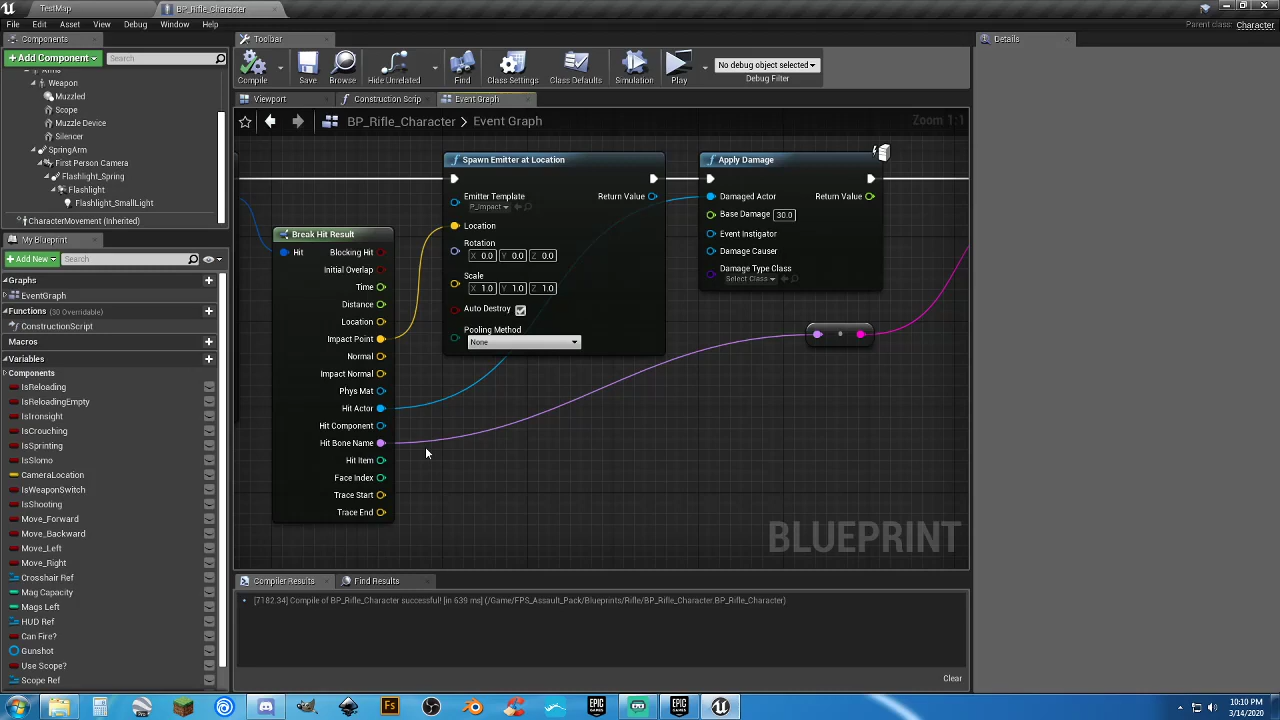 TestMap
BP_Rifle_Character
File Edit Asset View Debug Window Help
Parent class: Character
Components
Toolbar
Details
Add Component
Search
Compile
Save
Browse
Hide Unrelated
Find
Class Settings
Class Defaults
Simulation
Play
No debug object selected
Debug Filter
Arms
Weapon
Muzzled
Scope
Muzzle Device
Silencer
SpringArm
First Person Camera
Flashlight_Spring
Flashlight
Flashlight_SmallLight
CharacterMovement (Inherited)
Viewport
Construction Scrip
Event Graph
BP_Rifle_Character > Event Graph
Zoom 1:1
My Blueprint
Add New
Search
Graphs
EventGraph
Functions (30 Overridable)
ConstructionScript
Macros
Variables
Components
IsReloading
IsReloadingEmpty
IsIronsight
IsCrouching
IsSprinting
IsSlomo
CameraLocation
IsWeaponSwitch
IsShooting
Move_Forward
Move_Backward
Move_Left
Move_Right
Crosshair Ref
Mag Capacity
Mags Left
HUD Ref
Can Fire?
Gunshot
Use Scope?
Scope Ref
Break Hit Result
Hit
Blocking Hit
Initial Overlap
Time
Distance
Location
Impact Point
Normal
Impact Normal
Phys Mat
Hit Actor
Hit Component
Hit Bone Name
Hit Item
Face Index
Trace Start
Trace End
Spawn Emitter at Location
Emitter Template
P_Impact
Return Value
Location
Rotation
X 0.0 Y 0.0 Z 0.0
Scale
X 1.0 Y 1.0 Z 1.0
Auto Destroy
Pooling Method
None
Apply Damage
Damaged Actor
Return Value
Base Damage 30.0
Event Instigator
Damage Causer
Damage Type Class
Select Class
BLUEPRINT
Compiler Results
Find Results
[7182.34] Compile of BP_Rifle_Character successful! [in 639 ms] (/Game/FPS_Assault_Pack/Blueprints/Rifle/BP_Rifle_Character.BP_Rifle_Character)
Clear
Pro
Fs
EPIC GAMES
EPIC GAMES
10:10 PM
3/14/2020